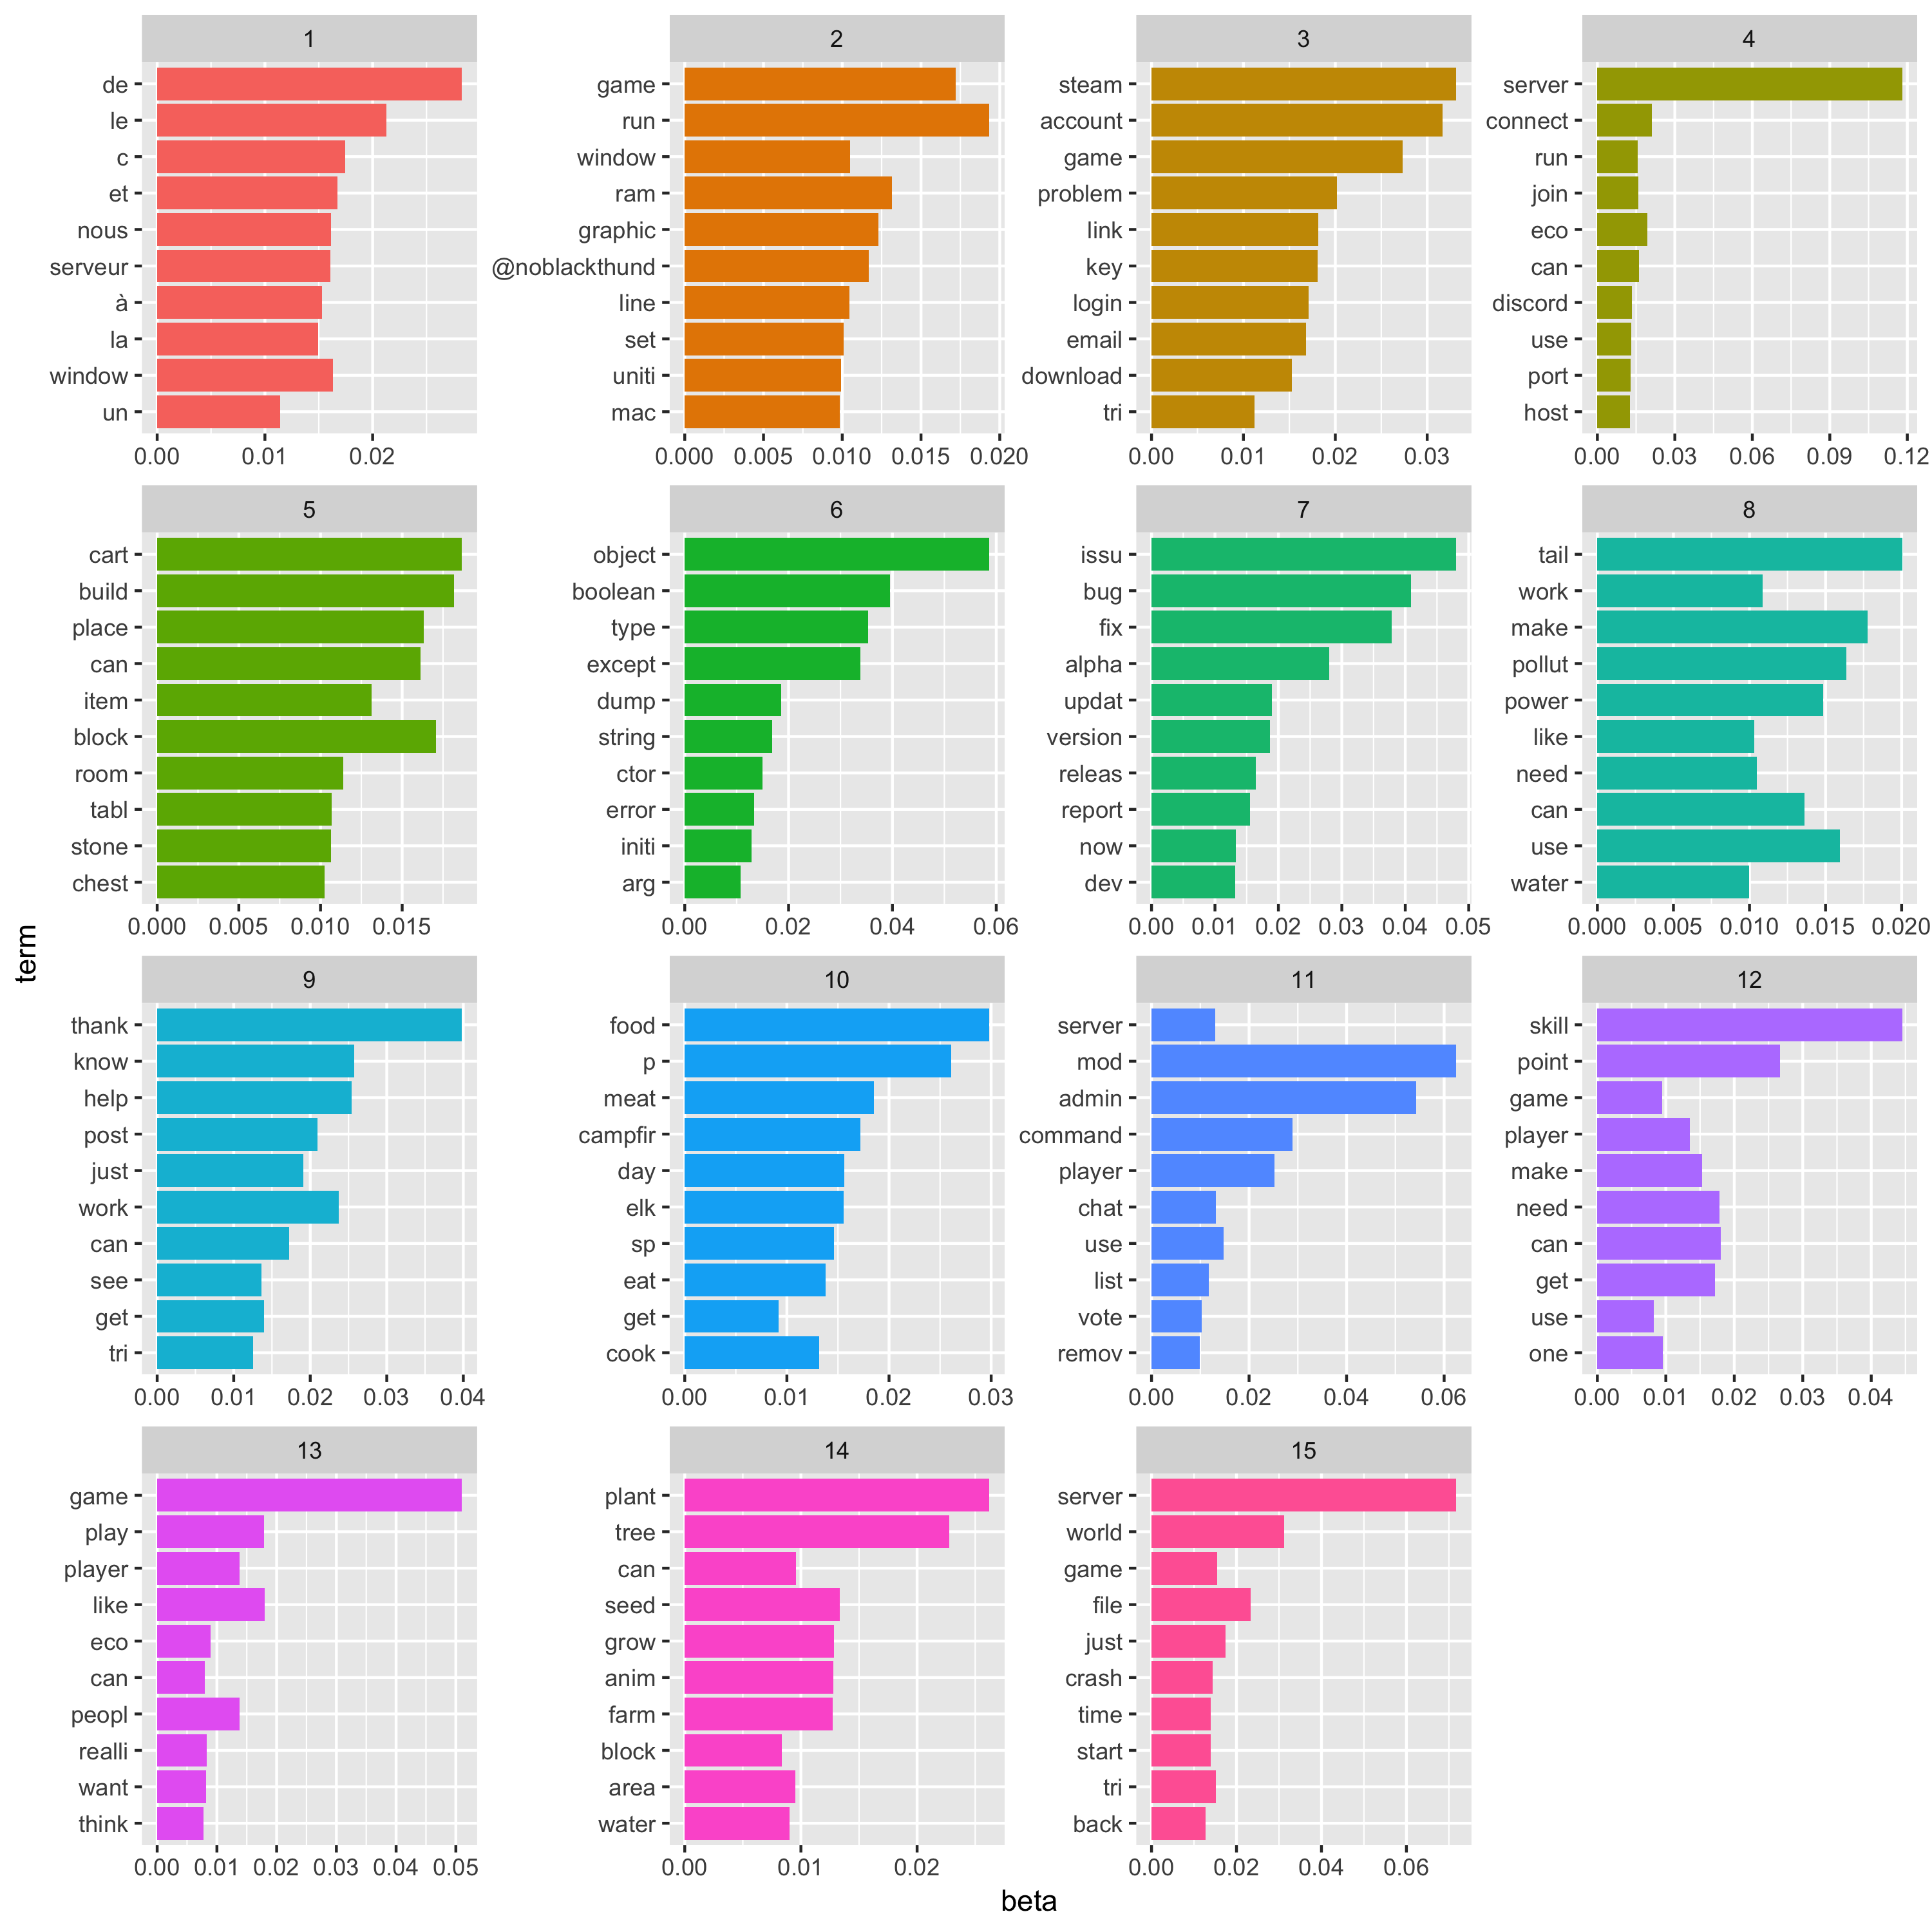 1
de
le
c
et
nous
serveur
à
la
window
un
0.00 0.01 0.02
2
game
run
window
ram
graphic
@noblackthund
line
set
uniti
mac
0.000 0.005 0.010 0.015 0.020
3
steam
account
game
problem
link
key
login
email
download
tri
0.00 0.01 0.02 0.03
4
server
connect
run
join
eco
can
discord
use
port
host
0.00 0.03 0.06 0.09 0.12
5
cart
build
place
can
item
block
room
tabl
stone
chest
0.000 0.005 0.010 0.015
6
object
boolean
type
except
dump
string
ctor
error
initi
arg
0.00 0.02 0.04 0.06
7
issu
bug
fix
alpha
updat
version
releas
report
now
dev
0.00 0.01 0.02 0.03 0.04 0.05
8
tail
work
make
pollut
power
like
need
can
use
water
0.000 0.005 0.010 0.015 0.020
term
9
thank
know
help
post
just
work
can
see
get
tri
0.00 0.01 0.02 0.03 0.04
10
food
p
meat
campfir
day
elk
sp
eat
get
cook
0.00 0.01 0.02 0.03
11
server
mod
admin
command
player
chat
use
list
vote
remov
0.00 0.02 0.04 0.06
12
skill
point
game
player
make
need
can
get
use
one
0.00 0.01 0.02 0.03 0.04
13
game
play
player
like
eco
can
peopl
realli
want
think
0.00 0.01 0.02 0.03 0.04 0.05
14
plant
tree
can
seed
grow
anim
farm
block
area
water
0.00 0.01 0.02
15
server
world
game
file
just
crash
time
start
tri
back
0.00 0.02 0.04 0.06
beta